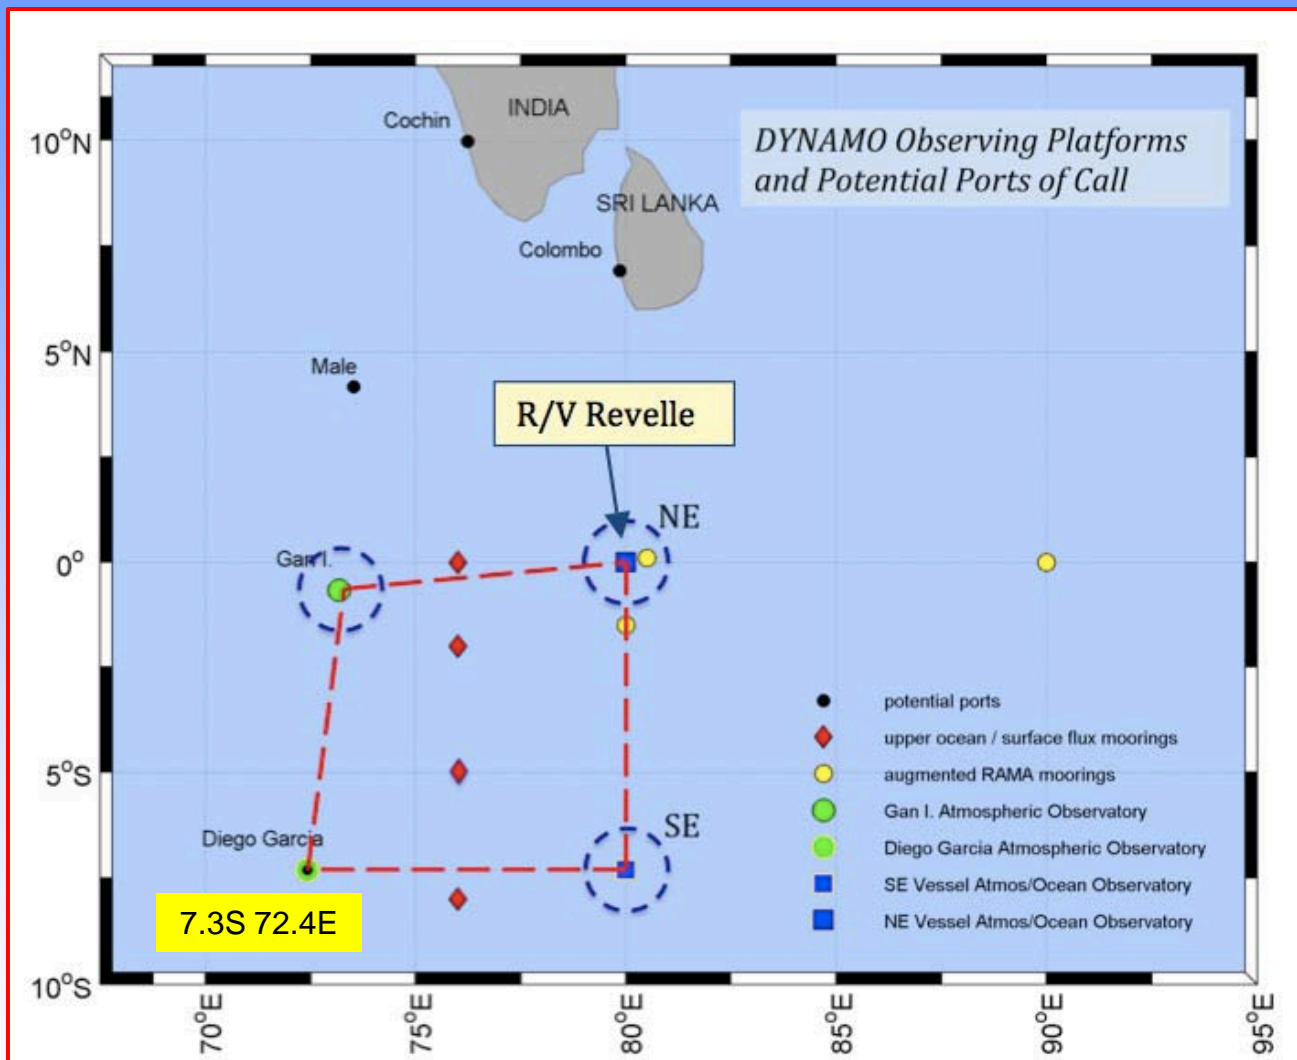 INDIA
Cochin
10°N
DYNAMO Observing Platforms
and Potential Ports of Call
SRI LANKA
Colombo
5°N
Male
R/V Revelle
NE
Gan I.
0°
potential ports
upper ocean / surface flux moorings
5°S
augmented RAMA moorings
Gan I. Atmospheric Observatory
SE
Diego Garcia
Diego Garcia Atmospheric Observatory
SE Vessel Atmos/Ocean Observatory
7.3S 72.4E
NE Vessel Atmos/Ocean Observatory
10°S
70°E
75°E
80°E
85°E
90°E
95°E